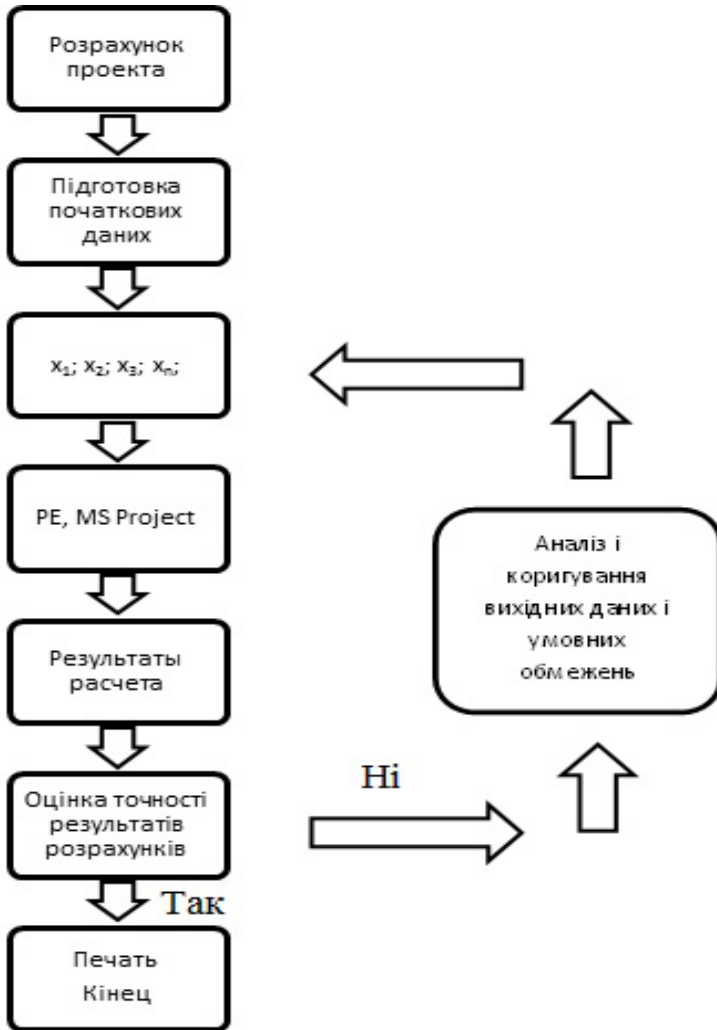 Розрахунок
проекта
Підготовка
початкових
даних
x₁; x₂; x₃; xₙ;
PE, MS Project
Результаты
расчета
Оцінка точності
результатів
розрахунків
Ні
Так
Печать
Кінец
Аналіз і
коригування
вихідних даних і
умовних
обмежень